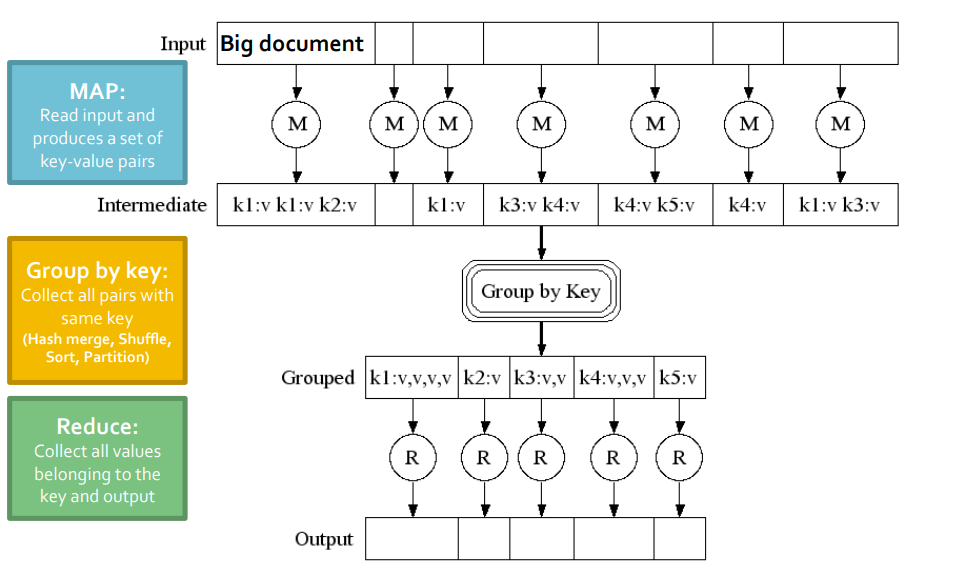 Input
Big document
MAP:
Read input and
produces a set of
key-value pairs
M M M M M M M
Intermediate
k1:v k1:v k2:v
k1:v
k3:v k4:v
k4:v k5:v
k4:v
k1:v k3:v
Group by key:
Collect all pairs with
same key
(Hash merge, Shuffle,
Sort, Partition)
Group by Key
Grouped
k1:v,v,v,v
k2:v
k3:v,v
k4:v,v,v
k5:v
Reduce:
Collect all values
belonging to the
key and output
R R R R R
Output